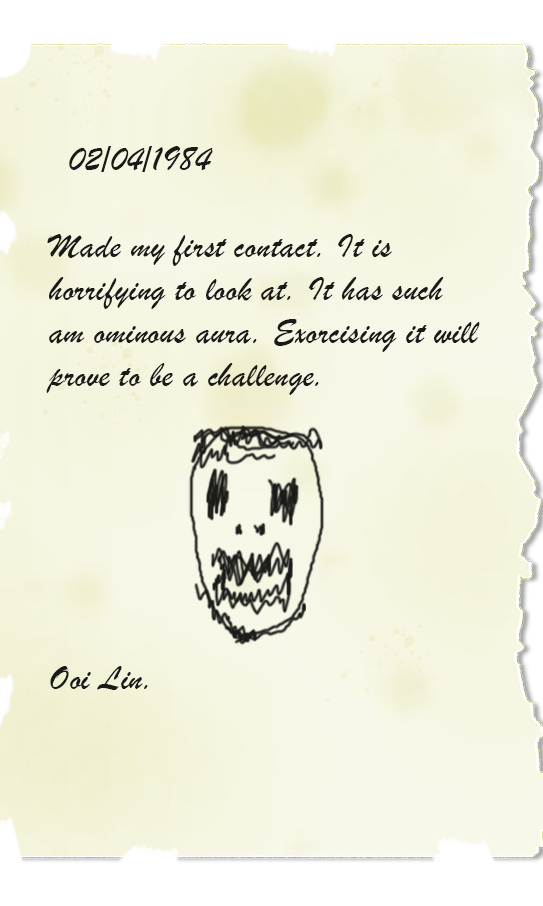 02/04/1984
Made my first contact. It is
horrifying to look at. It has such
am ominous aura. Exorcising it will
prove to be a challenge.
Ooi Lin.